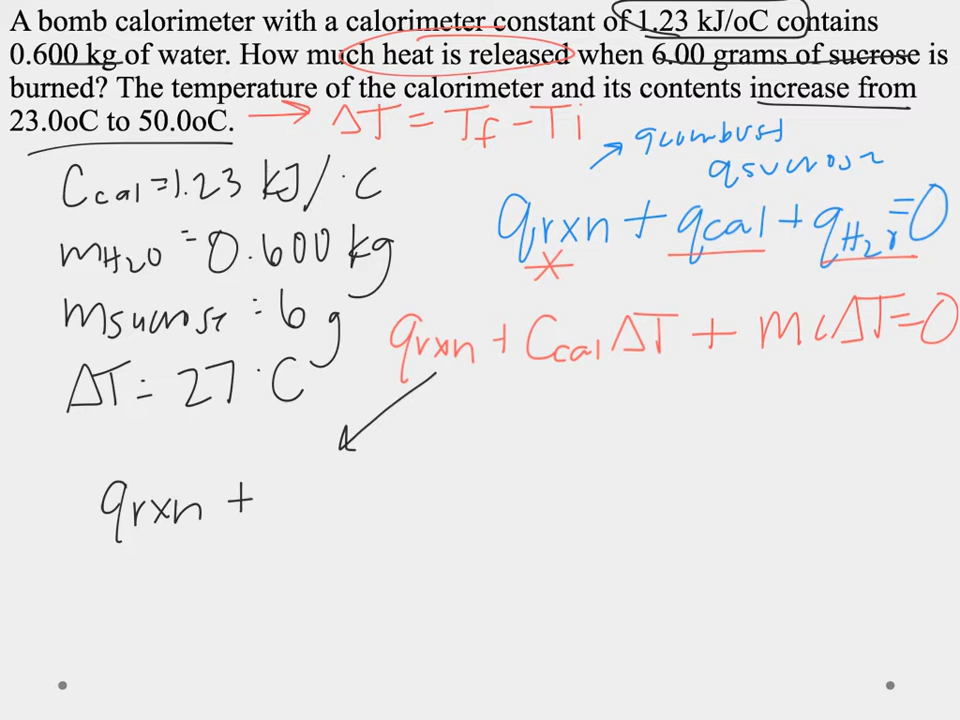 A bomb calorimeter with a calorimeter constant of 1.23 kJ/oC contains
0.600 kg of water. How much heat is released when 6.00 grams of sucrose is
burned? The temperature of the calorimeter and its contents increase from
23.0oC to 50.0oC. → ΔT = Tf - Ti
qcombust
qsucrose
Ccal = 1.23 kJ/°C
qrxn + qcal + qH2O = 0
mH2O = 0.600 kg
msucrose = 6 g
qrxn + Ccal ΔT + mcΔT = 0
ΔT = 27 °C
qrxn +